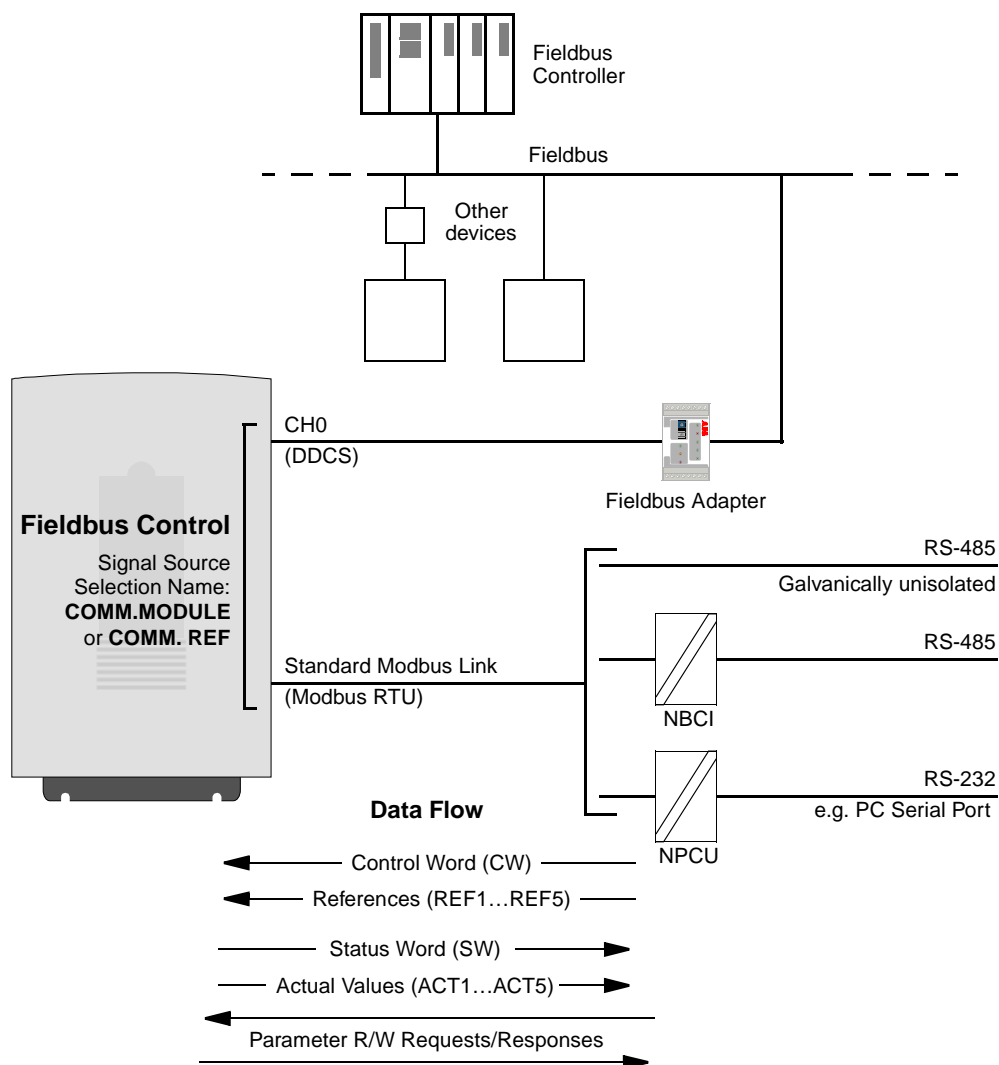 Fieldbus
Controller
Fieldbus
Other
devices
CH0
(DDCS)
ABB
Fieldbus Adapter
Fieldbus Control
Signal Source
Selection Name:
COMM.MODULE
or COMM. REF
Standard Modbus Link
(Modbus RTU)
RS-485
Galvanically unisolated
RS-485
NBCI
RS-232
e.g. PC Serial Port
NPCU
Data Flow
Control Word (CW)
References (REF1…REF5)
Status Word (SW)
Actual Values (ACT1…ACT5)
Parameter R/W Requests/Responses